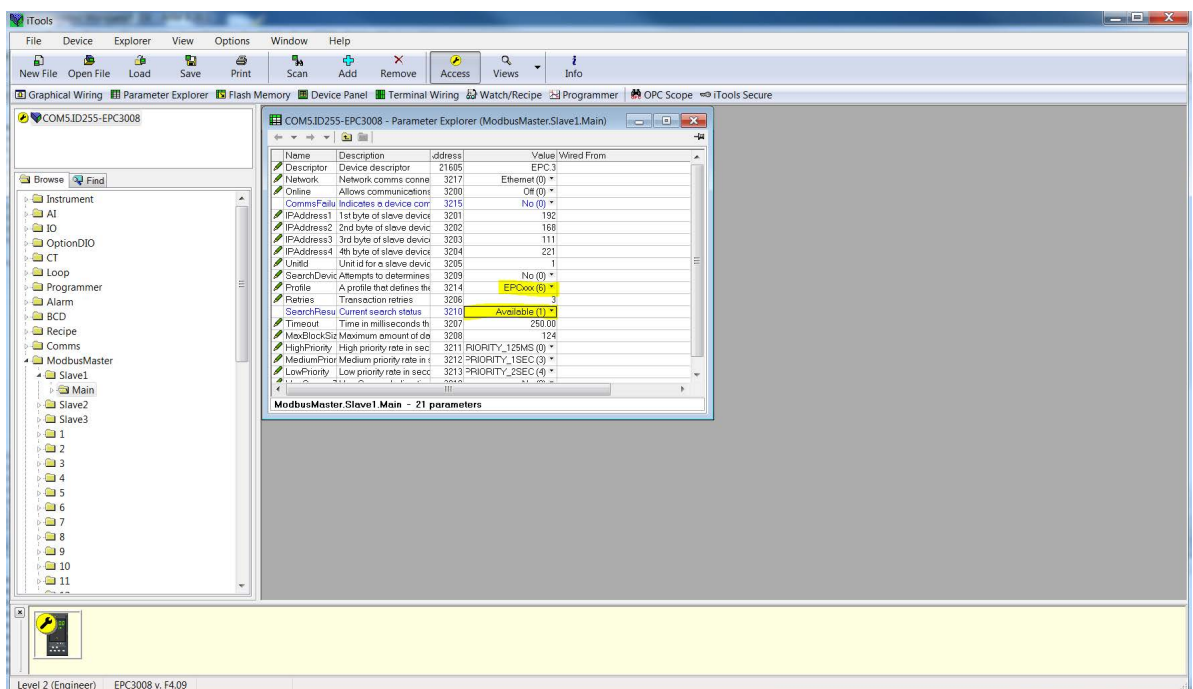 iTools
File Device Explorer View Options Window Help
New File Open File Load Save Print Scan Add Remove Access Views Info
Graphical Wiring Parameter Explorer Flash Memory Device Panel Terminal Wiring Watch/Recipe Programmer OPC Scope iTools Secure
COM5.ID255-EPC3008
Browse Find
Instrument
AI
IO
OptionDIO
CT
Loop
Programmer
Alarm
BCD
Recipe
Comms
ModbusMaster
Slave1
Main
Slave2
Slave3
1
2
3
4
5
6
7
8
9
10
11
COM5.ID255-EPC3008 - Parameter Explorer (ModbusMaster.Slave1.Main)
Name Description ddress Value Wired From
Descriptor Device descriptor 21605 EPC.3
Network Network comms conne 3217 Ethernet (0)
Online Allows communications 3200 Off (0)
CommsFailu Indicates a device com 3215 No (0)
IPAddress1 1st byte of slave device 3201 192
IPAddress2 2nd byte of slave devic 3202 168
IPAddress3 3rd byte of slave devic 3203 111
IPAddress4 4th byte of slave device 3204 221
UnitId Unit id for a slave devic 3205 1
SearchDevic Attempts to determines 3209 No (0)
Profile A profile that defines the 3214 EPCxxx (6)
Retries Transaction retries 3206 3
SearchResu Current search status 3210 Available (1)
Timeout Time in milliseconds th 3207 250.00
MaxBlockSiz Maximum amount of da 3208 124
HighPriority High priority rate in sec 3211 RIORITY_125MS (0)
MediumPrior Medium priority rate in s 3212 PRIORITY_1SEC (3)
LowPriority Low priority rate in secc 3213 PRIORITY_2SEC (4)
ModbusMaster.Slave1.Main - 21 parameters
Level 2 (Engineer) EPC3008 v. F4.09